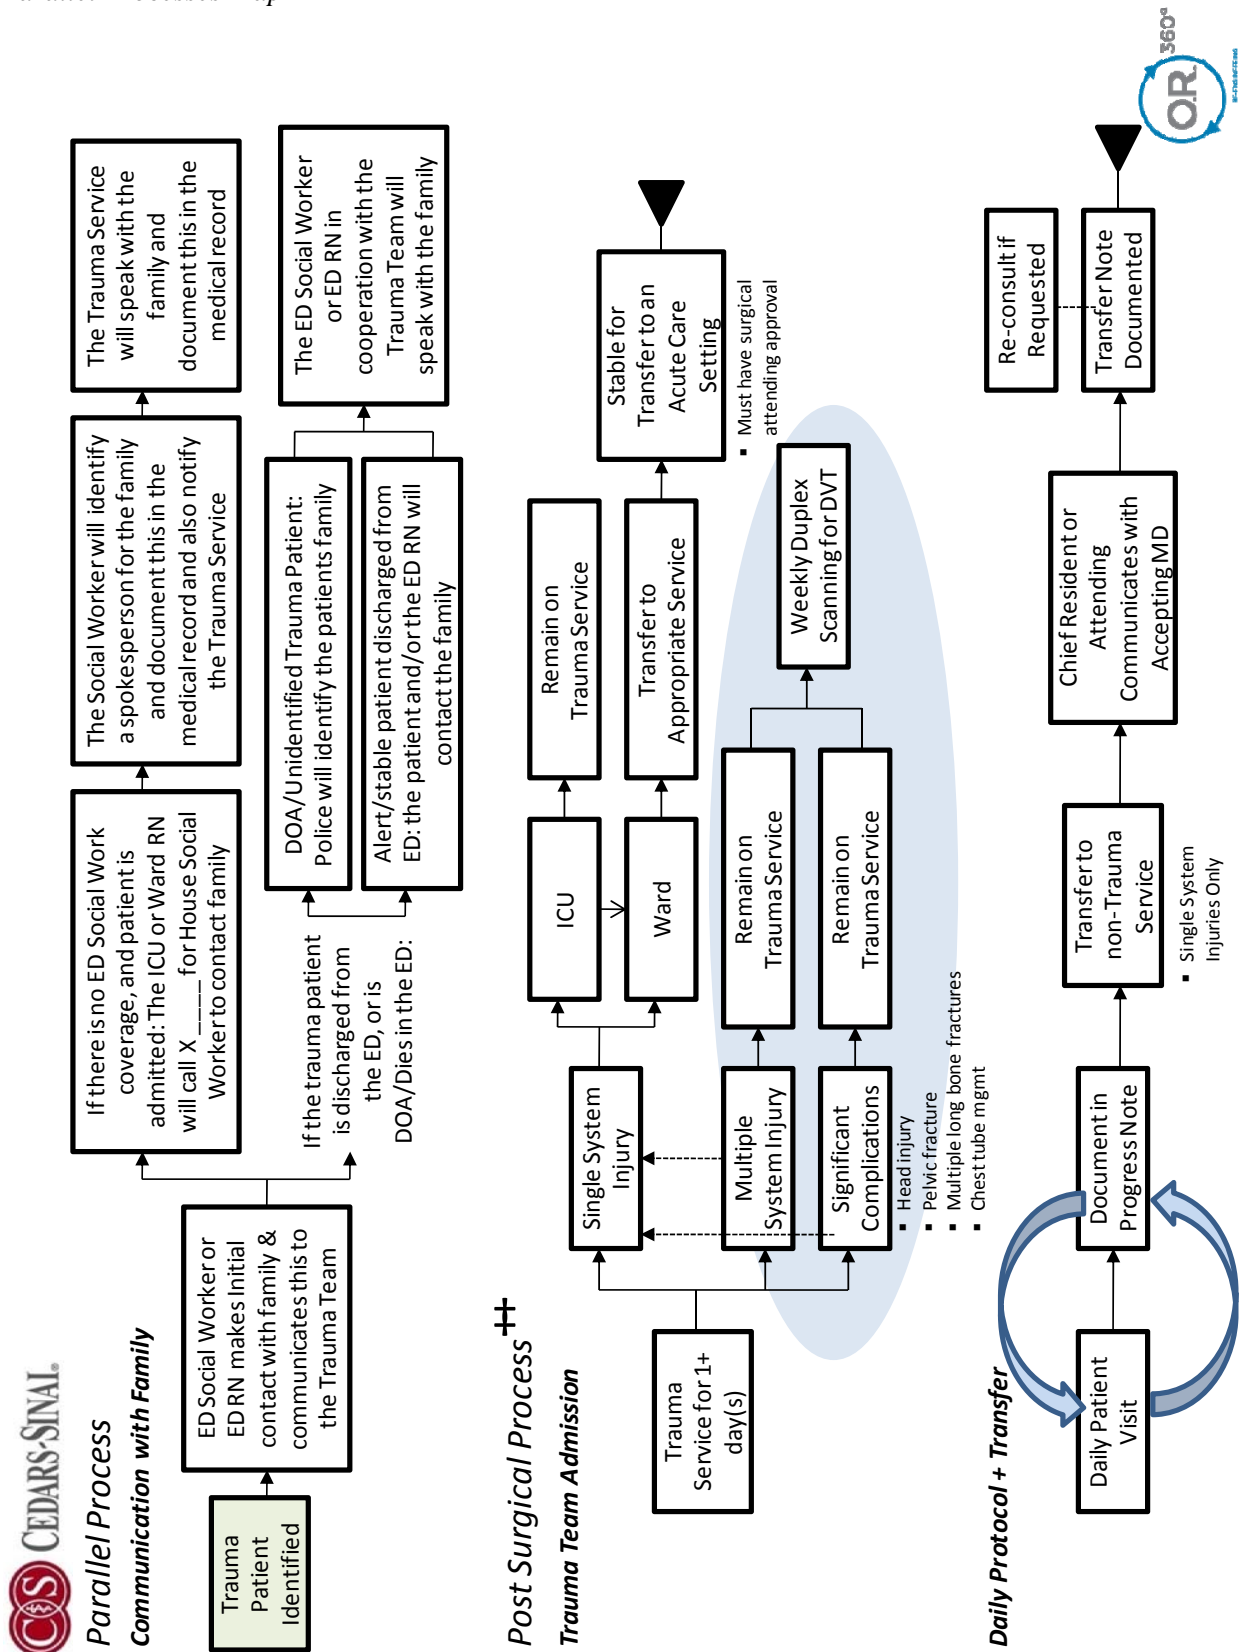 CEDARS-SINAI.
Parallel Process
Communication with Family
Trauma
Patient
Identified
ED Social Worker or
ED RN makes Initial
contact with family &
communicates this to
the Trauma Team
If there is no ED Social Work
coverage, and patient is
admitted: The ICU or Ward RN
will call X ____ for House Social
Worker to contact family
The Social Worker will identify
a spokesperson for the family
and document this in the
medical record and also notify
the Trauma Service
The Trauma Service
will speak with the
family and
document this in the
medical record
If the trauma patient
is discharged from
the ED, or is
DOA/Dies in the ED:
DOA/Unidentified Trauma Patient:
Police will identify the patients family
Alert/stable patient discharged from
ED: the patient and/or the ED RN will
contact the family
The ED Social Worker
or ED RN in
cooperation with the
Trauma Team will
speak with the family
Post Surgical Process‡‡
Trauma Team Admission
Trauma
Service for 1+
day(s)
Single System
Injury
ICU
Remain on
Trauma Service
Ward
Transfer to
Appropriate Service
Stable for
Transfer to an
Acute Care
Setting
▪ Must have surgical
attending approval
Multiple
System Injury
Remain on
Trauma Service
Significant
Complications
Remain on
Trauma Service
Weekly Duplex
Scanning for DVT
▪ Head injury
▪ Pelvic fracture
▪ Multiple long bone fractures
▪ Chest tube mgmt
Daily Protocol + Transfer
Daily Patient
Visit
Document in
Progress Note
Transfer to
non-Trauma
Service
▪ Single System
Injuries Only
Chief Resident or
Attending
Communicates with
Accepting MD
Re-consult if
Requested
Transfer Note
Documented
O.R. 360°